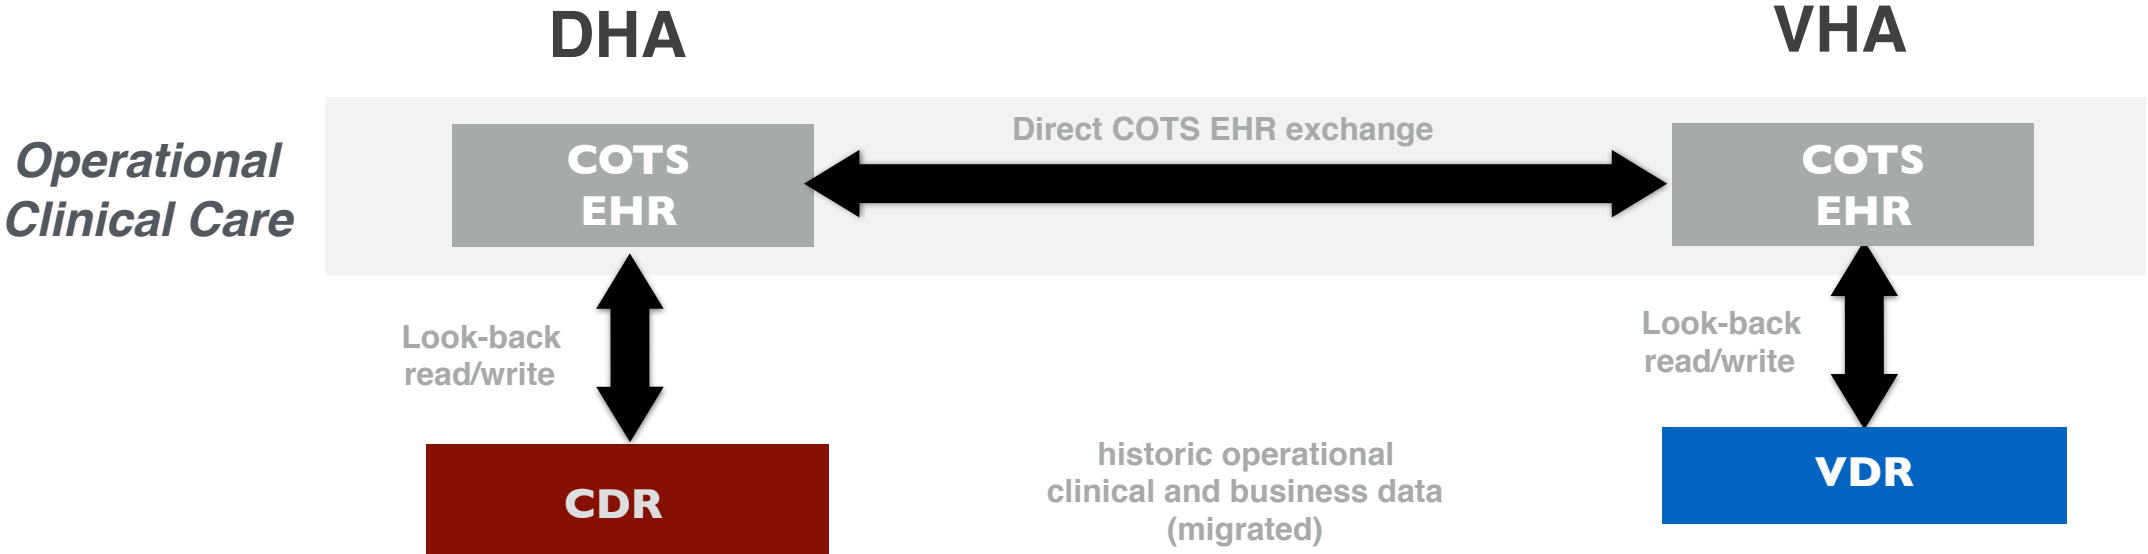 DHA
VHA
Operational
Clinical Care
COTS
EHR
Direct COTS EHR exchange
COTS
EHR
Look-back
read/write
Look-back
read/write
CDR
historic operational
clinical and business data
(migrated)
VDR